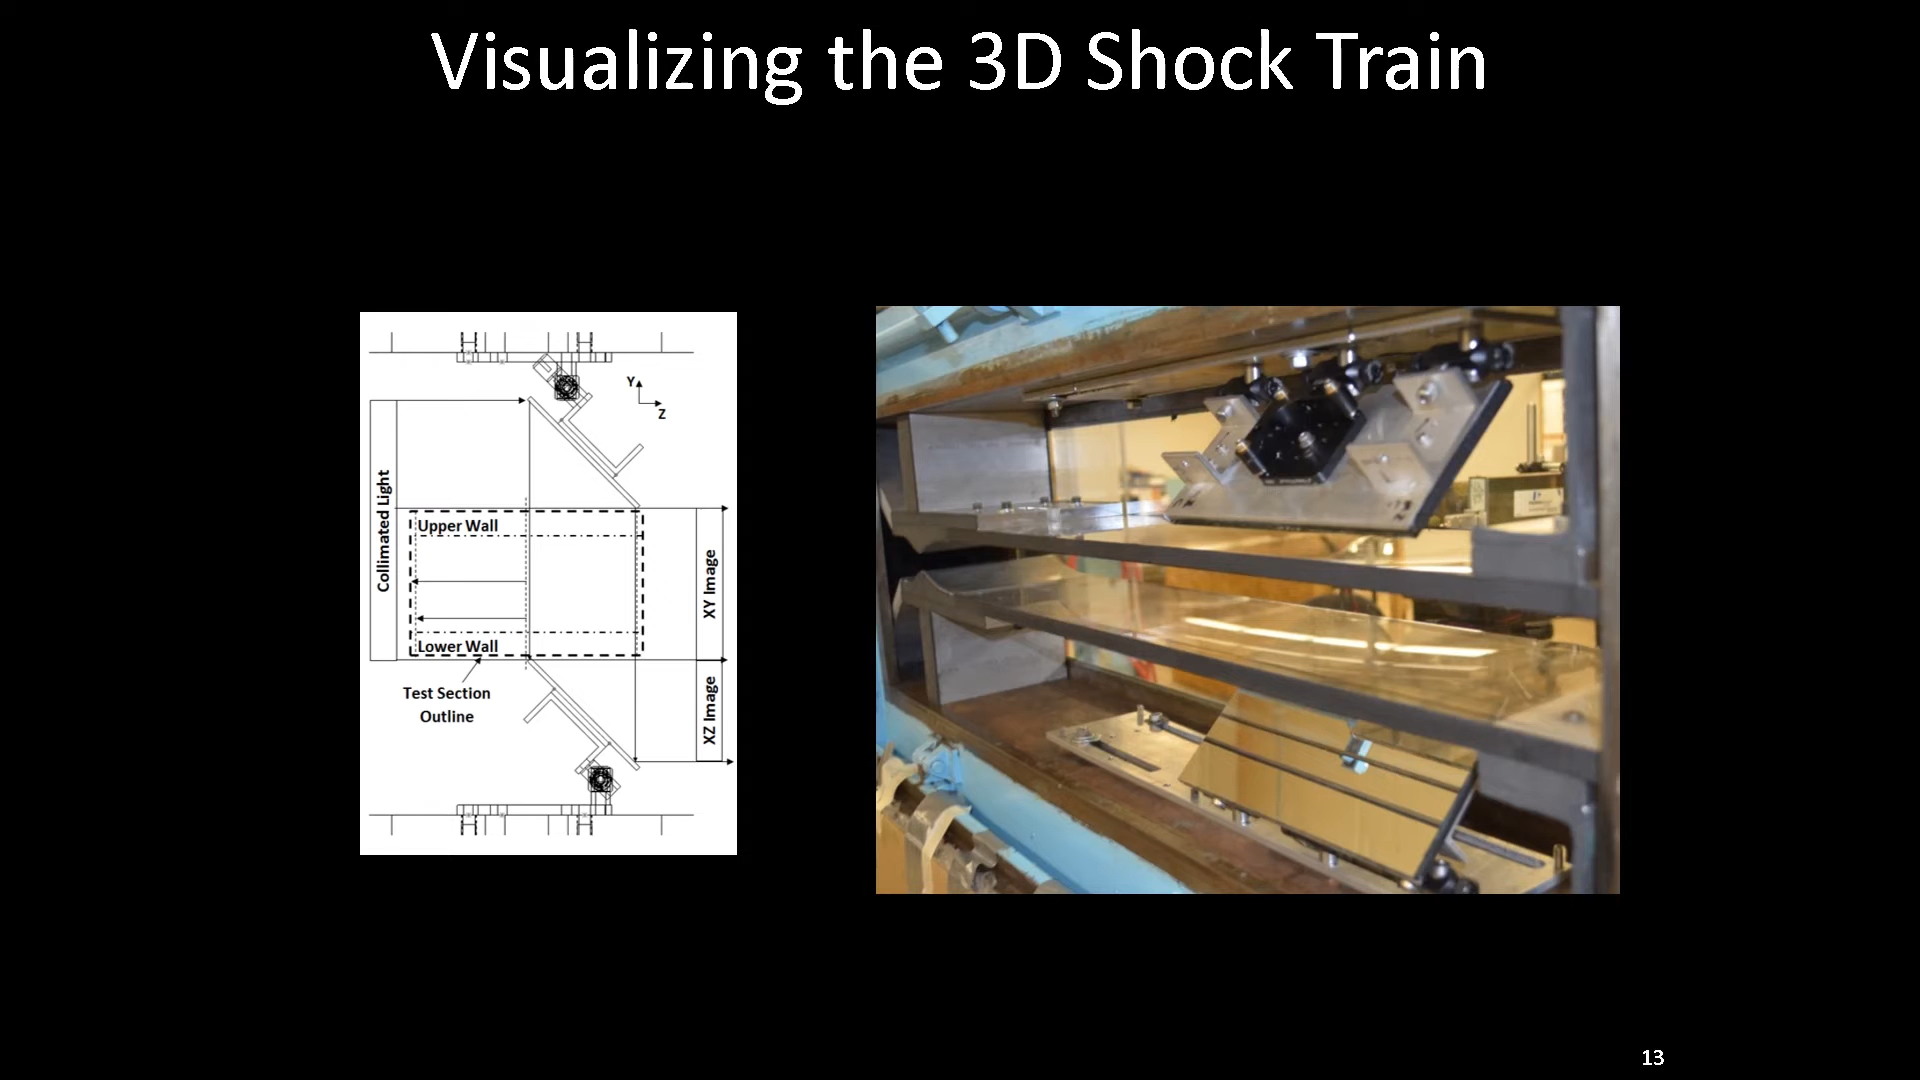 Visualizing the 3D Shock Train
Y
Z
Collimated Light
Upper Wall
XY Image
Lower Wall
Test Section
Outline
XZ Image
13